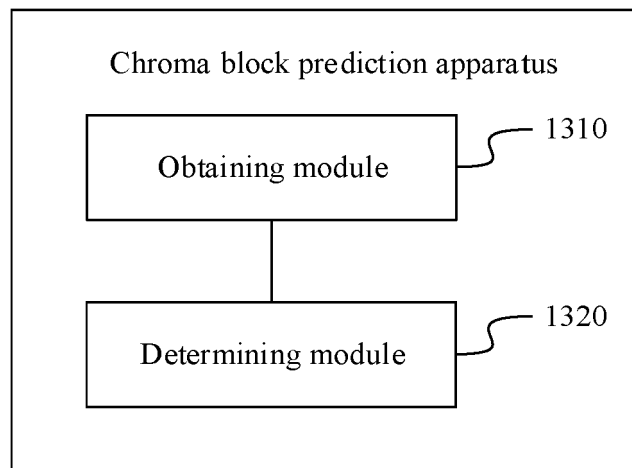 Chroma block prediction apparatus
1310
Obtaining module
1320
Determining module